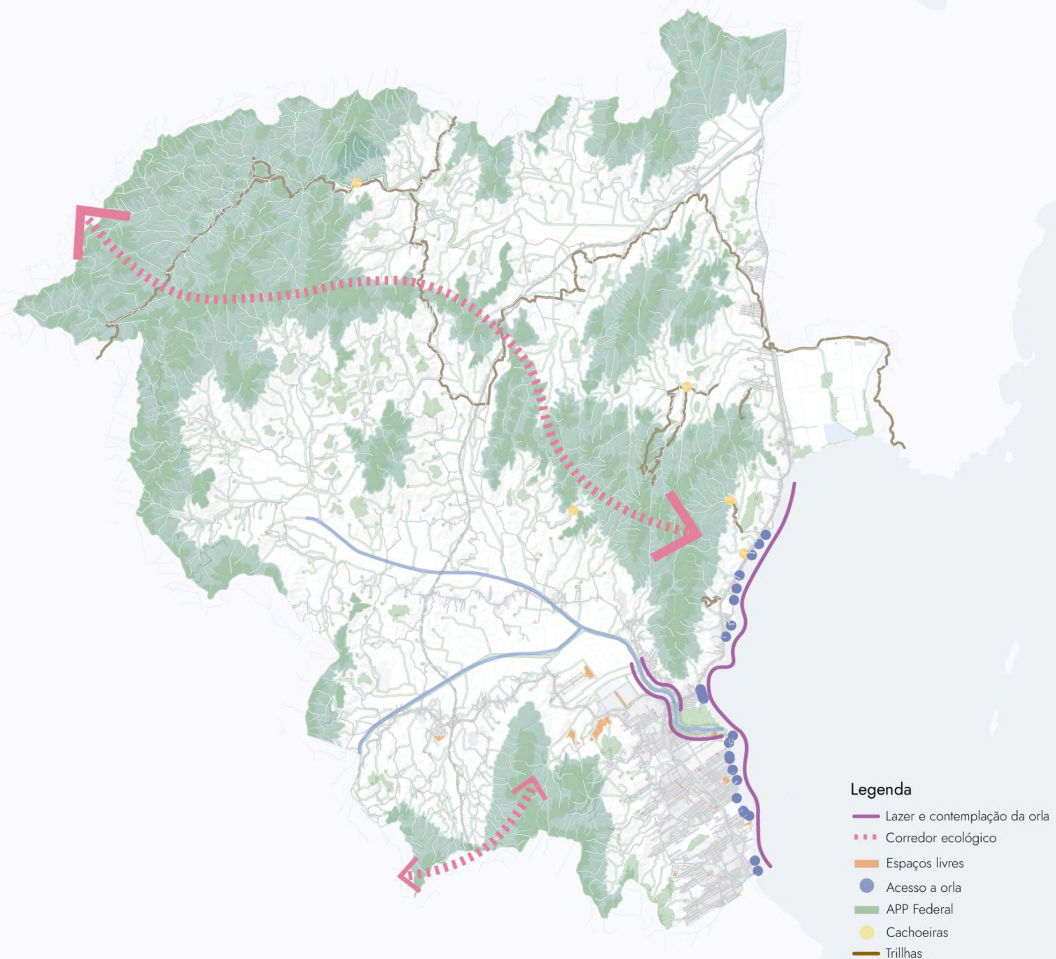 Legenda
Lazer e contemplação da orla
Corredor ecológico
Espaços livres
Acesso a orla
APP Federal
Cachoeiras
Trillhas